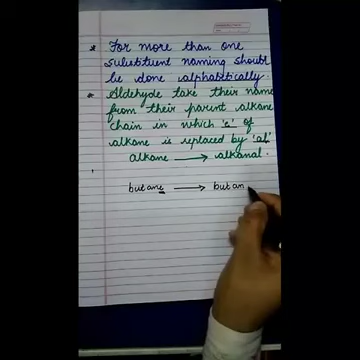 * For more than one
substituent naming should
be done alphabetically.
* Aldehyde take their name
from their parent alkane
chain in which 'e' of
alkane is replaced by 'al'
alkane → alkanal.
butane → butan